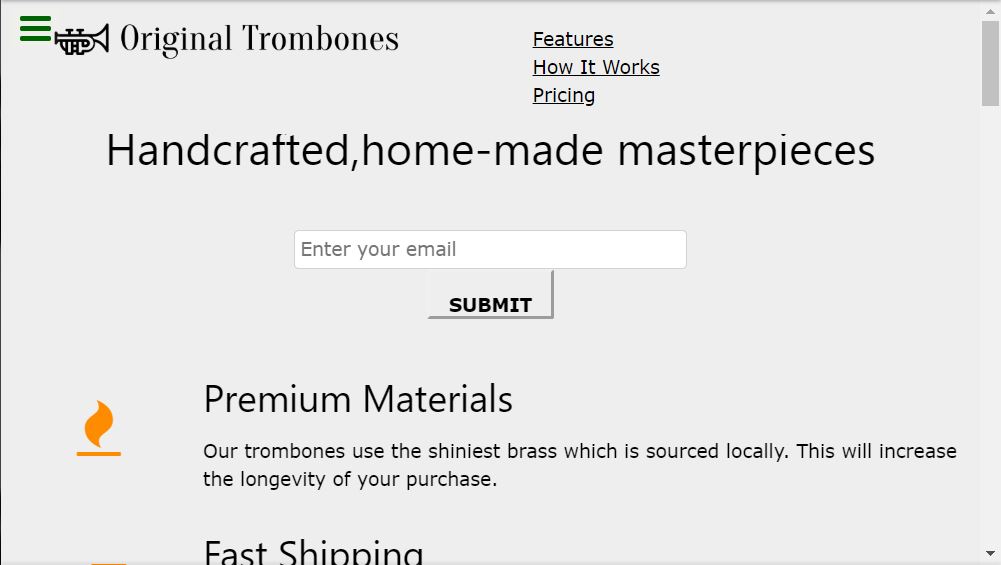 Original Trombones
Features
How It Works
Pricing
Handcrafted,home-made masterpieces
Enter your email
SUBMIT
Premium Materials
Our trombones use the shiniest brass which is sourced locally. This will increase
the longevity of your purchase.
Fast Shipping